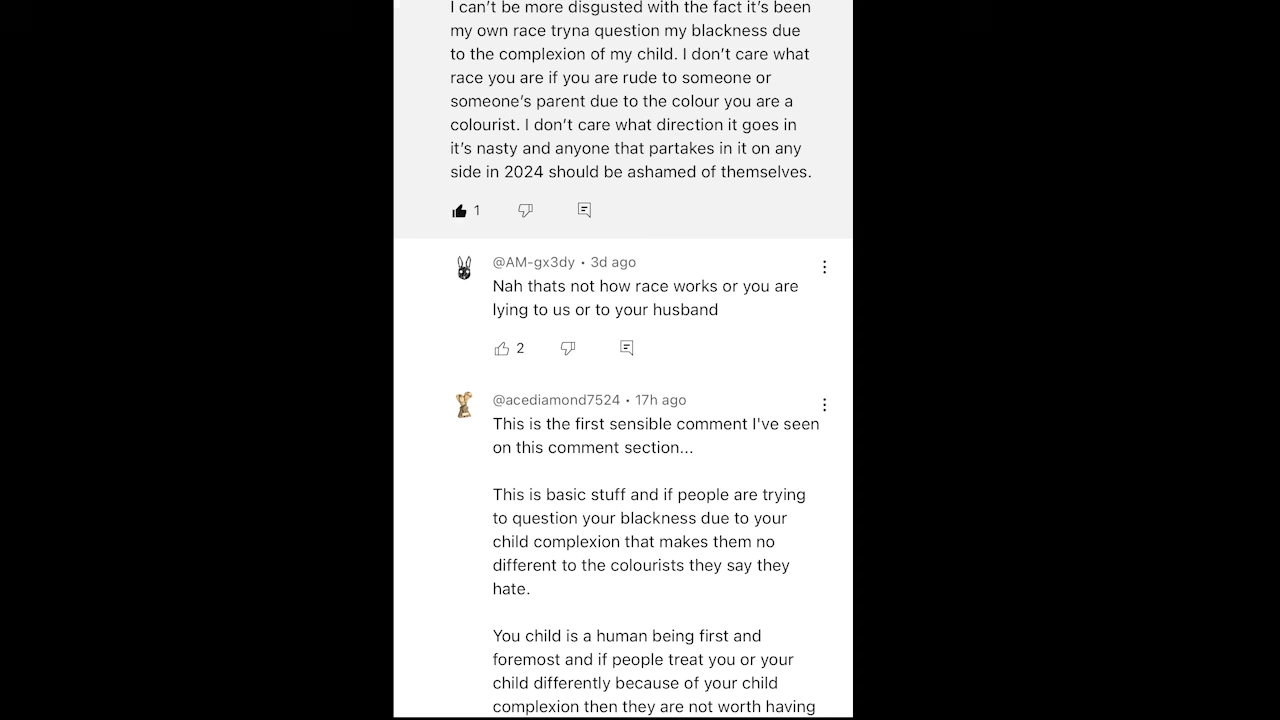 I can’t be more disgusted with the fact it’s been
my own race tryna question my blackness due
to the complexion of my child. I don’t care what
race you are if you are rude to someone or
someone’s parent due to the colour you are a
colourist. I don’t care what direction it goes in
it’s nasty and anyone that partakes in it on any
side in 2024 should be ashamed of themselves.
1
@AM-gx3dy • 3d ago
Nah thats not how race works or you are
lying to us or to your husband
2
@acediamond7524 • 17h ago
This is the first sensible comment I've seen
on this comment section...
This is basic stuff and if people are trying
to question your blackness due to your
child complexion that makes them no
different to the colourists they say they
hate.
You child is a human being first and
foremost and if people treat you or your
child differently because of your child
complexion then they are not worth having